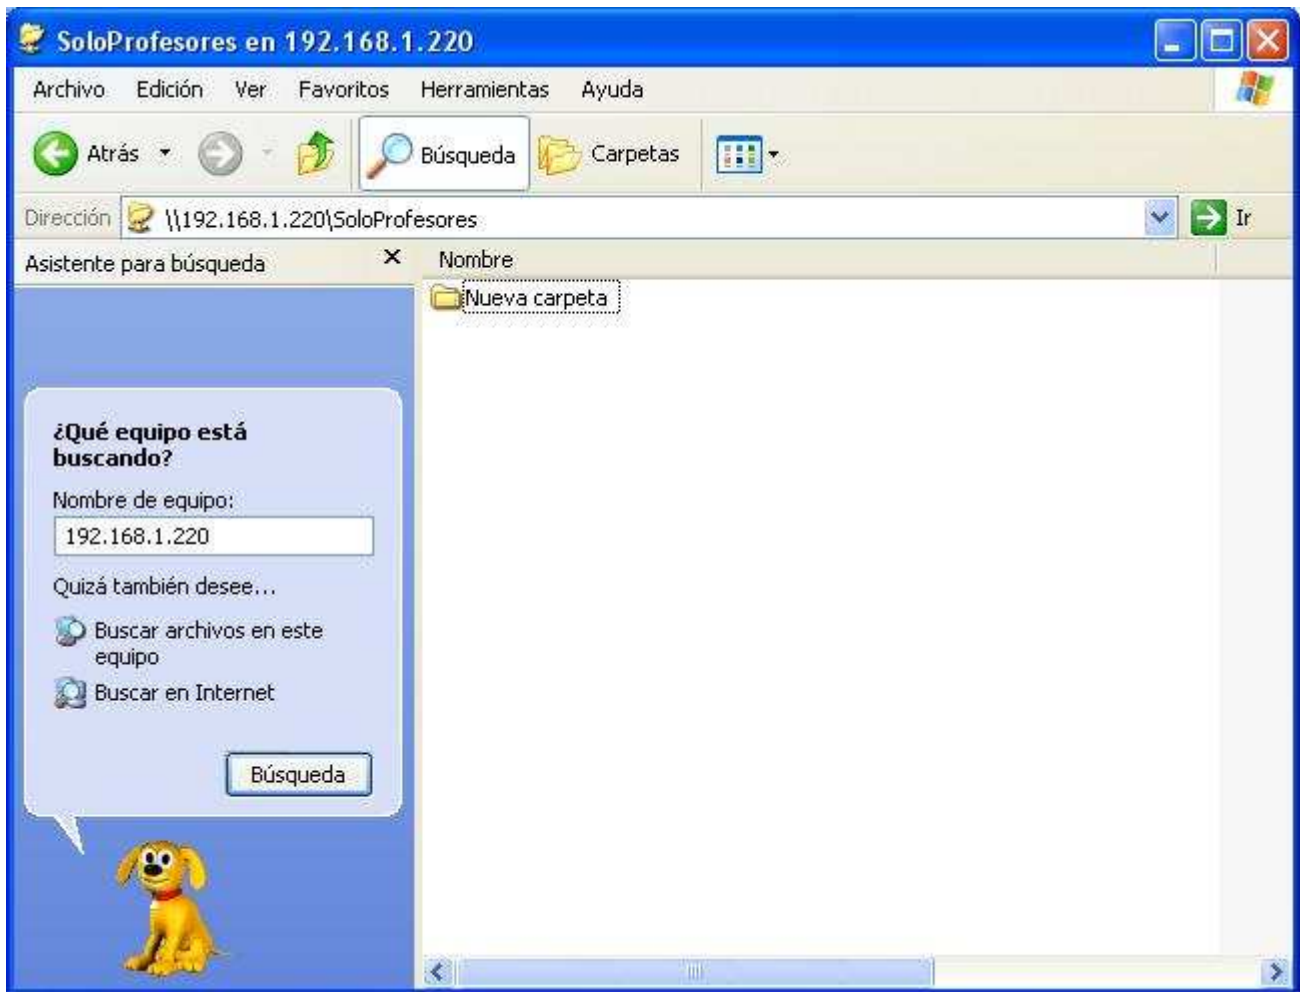 SoloProfesores en 192.168.1.220
Archivo Edición Ver Favoritos Herramientas Ayuda
Atrás Búsqueda Carpetas
Dirección \\192.168.1.220\SoloProfesores Ir
Asistente para búsqueda Nombre
Nueva carpeta
¿Qué equipo está
buscando?
Nombre de equipo:
192.168.1.220
Quizá también desee...
Buscar archivos en este
equipo
Buscar en Internet
Búsqueda